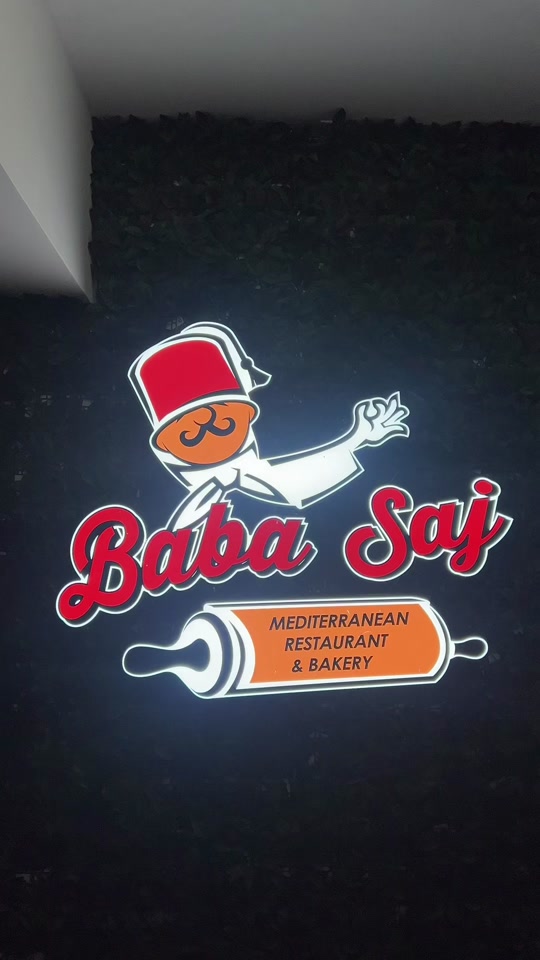 Baba Saj
MEDITERRANEAN
RESTAURANT
& BAKERY